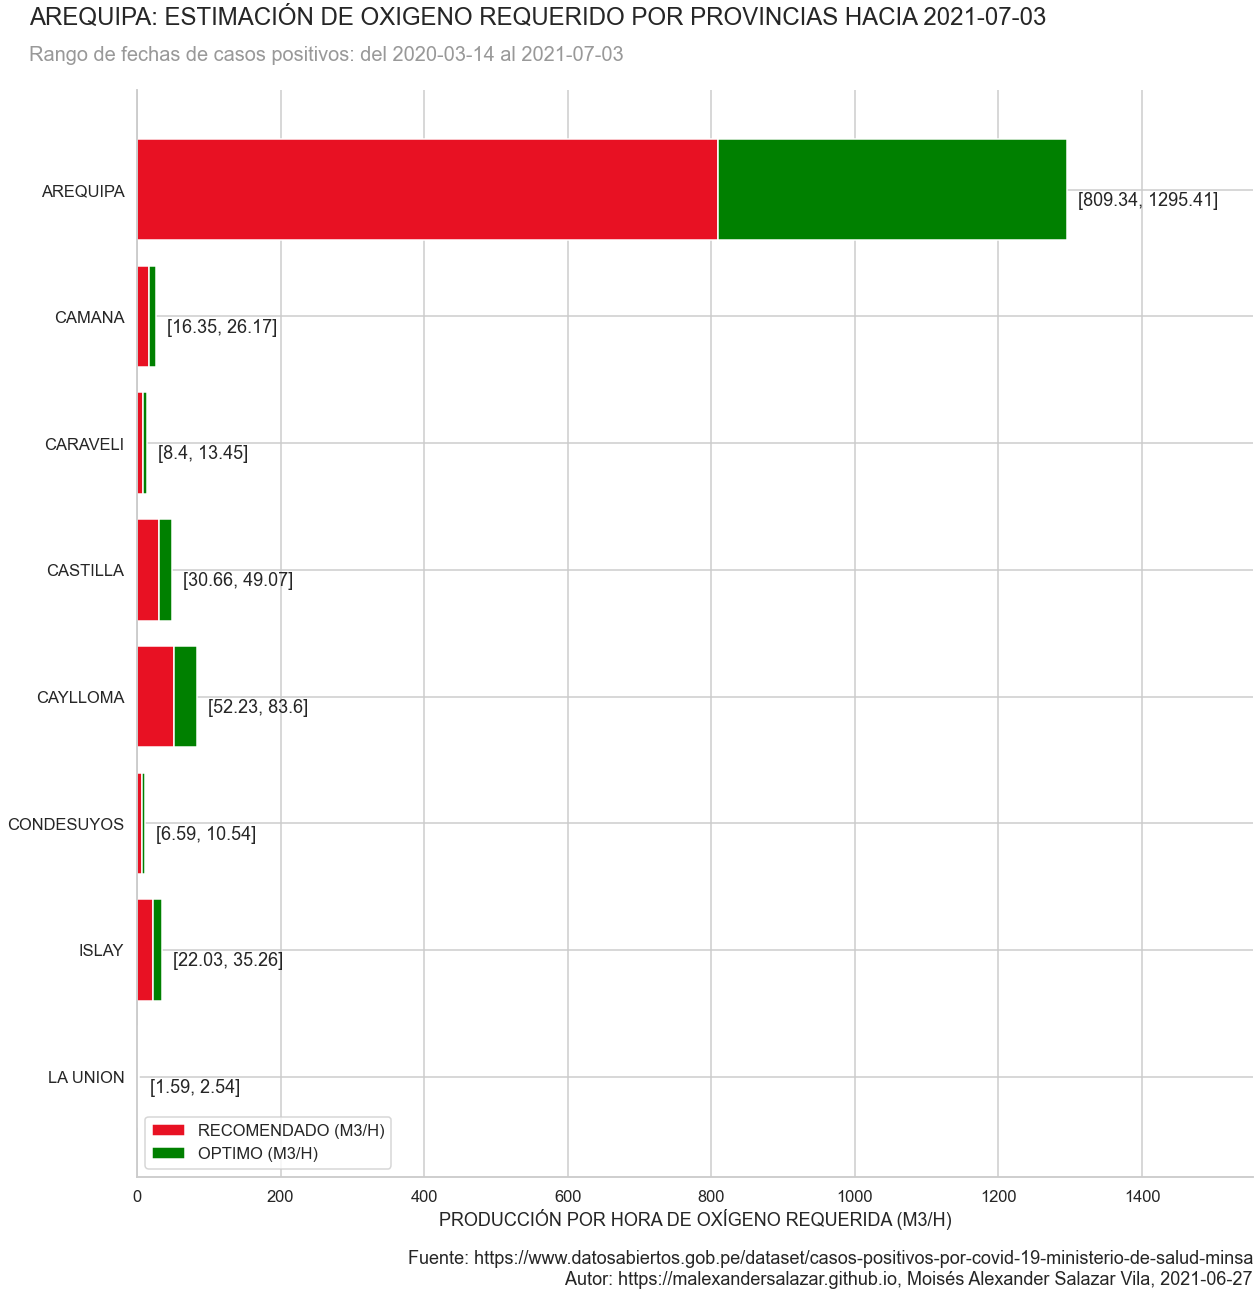 AREQUIPA: ESTIMACIÓN DE OXIGENO REQUERIDO POR PROVINCIAS HACIA 2021-07-03
Rango de fechas de casos positivos: del 2020-03-14 al 2021-07-03
AREQUIPA
[809.34, 1295.41]
CAMANA
[16.35, 26.17]
CARAVELI
[8.4, 13.45]
CASTILLA
[30.66, 49.07]
CAYLLOMA
[52.23, 83.6]
CONDESUYOS
[6.59, 10.54]
ISLAY
[22.03, 35.26]
LA UNION
[1.59, 2.54]
RECOMENDADO (M3/H)
OPTIMO (M3/H)
0 200 400 600 800 1000 1200 1400
PRODUCCIÓN POR HORA DE OXÍGENO REQUERIDA (M3/H)
Fuente: https://www.datosabiertos.gob.pe/dataset/casos-positivos-por-covid-19-ministerio-de-salud-minsa
Autor: https://malexandersalazar.github.io, Moisés Alexander Salazar Vila, 2021-06-27